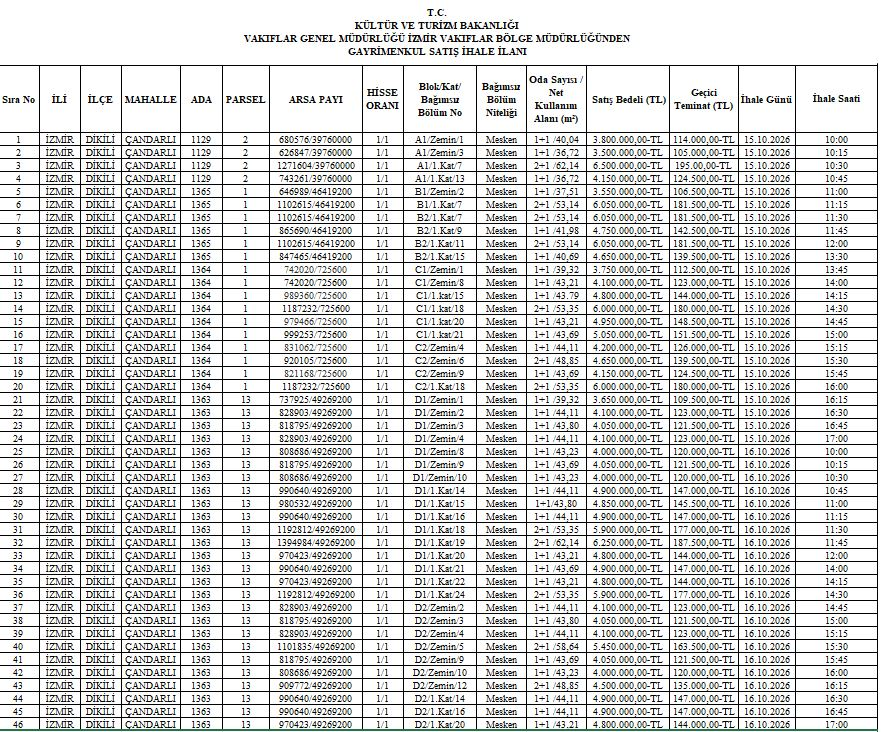 T.C.
KÜLTÜR VE TURİZM BAKANLIĞI
VAKIFLAR GENEL MÜDÜRLÜĞÜ İZMİR VAKIFLAR BÖLGE MÜDÜRLÜĞÜNDEN
GAYRİMENKUL SATIŞ İHALE İLANI
Sıra No İLİ İLÇE MAHALLE ADA PARSEL ARSA PAYI HİSSE ORANI Blok/Kat/ Bağımsız Bölüm No Bağımsız Bölüm Niteliği Oda Sayısı / Net Kullanım Alanı (m²) Satış Bedeli (TL) Geçici Teminat (TL) İhale Günü İhale Saati
1 İZMİR DİKİLİ ÇANDARLI 1129 2 680576/39760000 1/1 A1/Zemin/1 Mesken 1+1 /40,04 3.800.000,00-TL 114.000,00-TL 15.10.2026 10:00
2 İZMİR DİKİLİ ÇANDARLI 1129 2 626847/39760000 1/1 A1/Zemin/3 Mesken 1+1 /36,72 3.500.000,00-TL 105.000,00-TL 15.10.2026 10:15
3 İZMİR DİKİLİ ÇANDARLI 1129 2 1271604/39760000 1/1 A1/1.Kat/7 Mesken 2+1 /62,14 6.500.000,00-TL 195.00,00-TL 15.10.2026 10:30
4 İZMİR DİKİLİ ÇANDARLI 1129 2 743261/39760000 1/1 A1/1.Kat/13 Mesken 1+1 /36,72 4.150.000,00-TL 124.500,00-TL 15.10.2026 10:45
5 İZMİR DİKİLİ ÇANDARLI 1365 1 646989/46419200 1/1 B1/Zemin/2 Mesken 1+1 /37,51 3.550.000,00-TL 106.500,00-TL 15.10.2026 11:00
6 İZMİR DİKİLİ ÇANDARLI 1365 1 1102615/46419200 1/1 B1/1.Kat/7 Mesken 2+1 /53,14 6.050.000,00-TL 181.500,00-TL 15.10.2026 11:15
7 İZMİR DİKİLİ ÇANDARLI 1365 1 1102615/46419200 1/1 B2/1.Kat/7 Mesken 2+1 /53,14 6.050.000,00-TL 181.500,00-TL 15.10.2026 11:30
8 İZMİR DİKİLİ ÇANDARLI 1365 1 865690/46419200 1/1 B2/1.Kat/9 Mesken 1+1 /41,98 4.750.000,00-TL 142.500,00-TL 15.10.2026 11:45
9 İZMİR DİKİLİ ÇANDARLI 1365 1 1102615/46419200 1/1 B2/1.Kat/11 Mesken 2+1 /53,14 6.050.000,00-TL 181.500,00-TL 15.10.2026 12:00
10 İZMİR DİKİLİ ÇANDARLI 1365 1 847465/46419200 1/1 B2/1.Kat/15 Mesken 1+1 /40,69 4.650.000,00-TL 139.500,00-TL 15.10.2026 13:30
11 İZMİR DİKİLİ ÇANDARLI 1364 1 742020/725600 1/1 C1/Zemin/1 Mesken 1+1 /39,32 3.750.000,00-TL 112.500,00-TL 15.10.2026 13:45
12 İZMİR DİKİLİ ÇANDARLI 1364 1 742020/725600 1/1 C1/Zemin/8 Mesken 1+1 /43,21 4.100.000,00-TL 123.000,00-TL 15.10.2026 14:00
13 İZMİR DİKİLİ ÇANDARLI 1364 1 989360/725600 1/1 C1/1.kat/15 Mesken 1+1 /43.79 4.800.000,00-TL 144.000,00-TL 15.10.2026 14:15
14 İZMİR DİKİLİ ÇANDARLI 1364 1 1187232/725600 1/1 C1/1.kat/18 Mesken 2+1 /53,35 6.000.000,00-TL 180.000,00-TL 15.10.2026 14:30
15 İZMİR DİKİLİ ÇANDARLI 1364 1 979466/725600 1/1 C1/1.kat/20 Mesken 1+1 /43,21 4.950.000,00-TL 148.500,00-TL 15.10.2026 14:45
16 İZMİR DİKİLİ ÇANDARLI 1364 1 999253/725600 1/1 C1/1.kat/21 Mesken 1+1 /43,69 5.050.000,00-TL 151.500,00-TL 15.10.2026 15:00
17 İZMİR DİKİLİ ÇANDARLI 1364 1 831062/725600 1/1 C2/Zemin/4 Mesken 1+1 /44,11 4.200.000,00-TL 126.000,00-TL 15.10.2026 15:15
18 İZMİR DİKİLİ ÇANDARLI 1364 1 920105/725600 1/1 C2/Zemin/6 Mesken 2+1 /48,85 4.650.000,00-TL 139.500,00-TL 15.10.2026 15:30
19 İZMİR DİKİLİ ÇANDARLI 1364 1 821168/725600 1/1 C2/Zemin/9 Mesken 1+1 /43,69 4.150.000,00-TL 124.500,00-TL 15.10.2026 15:45
20 İZMİR DİKİLİ ÇANDARLI 1364 1 1187232/725600 1/1 C2/1.Kat/18 Mesken 2+1 /53,35 6.000.000,00-TL 180.000,00-TL 15.10.2026 16:00
21 İZMİR DİKİLİ ÇANDARLI 1363 13 737925/49269200 1/1 D1/Zemin/1 Mesken 1+1 /39,32 3.650.000,00-TL 109.500,00-TL 15.10.2026 16:15
22 İZMİR DİKİLİ ÇANDARLI 1363 13 828903/49269200 1/1 D1/Zemin/2 Mesken 1+1 /44,11 4.100.000,00-TL 123.000,00-TL 15.10.2026 16:30
23 İZMİR DİKİLİ ÇANDARLI 1363 13 818795/49269200 1/1 D1/Zemin/3 Mesken 1+1 /43,80 4.050.000,00-TL 121.500,00-TL 15.10.2026 16:45
24 İZMİR DİKİLİ ÇANDARLI 1363 13 828903/49269200 1/1 D1/Zemin/4 Mesken 1+1 /44,11 4.100.000,00-TL 123.000,00-TL 15.10.2026 17:00
25 İZMİR DİKİLİ ÇANDARLI 1363 13 808686/49269200 1/1 D1/Zemin/8 Mesken 1+1 /43,23 4.000.000,00-TL 120.000,00-TL 16.10.2026 10:00
26 İZMİR DİKİLİ ÇANDARLI 1363 13 818795/49269200 1/1 D1/Zemin/9 Mesken 1+1 /43,69 4.050.000,00-TL 121.500,00-TL 16.10.2026 10:15
27 İZMİR DİKİLİ ÇANDARLI 1363 13 808686/49269200 1/1 D1/Zemin/10 Mesken 1+1 /43,23 4.000.000,00-TL 120.000,00-TL 16.10.2026 10:30
28 İZMİR DİKİLİ ÇANDARLI 1363 13 990640/49269200 1/1 D1/1.Kat/14 Mesken 1+1 /44,11 4.900.000,00-TL 147.000,00-TL 16.10.2026 10:45
29 İZMİR DİKİLİ ÇANDARLI 1363 13 980532/49269200 1/1 D1/1.Kat/15 Mesken 1+1/43,80 4.850.000,00-TL 145.500,00-TL 16.10.2026 11:00
30 İZMİR DİKİLİ ÇANDARLI 1363 13 990640/49269200 1/1 D1/1.Kat/16 Mesken 1+1 /44,11 4.900.000,00-TL 147.000,00-TL 16.10.2026 11:15
31 İZMİR DİKİLİ ÇANDARLI 1363 13 1192812/49269200 1/1 D1/1.Kat/18 Mesken 2+1 /53,35 5.900.000,00-TL 177.000,00-TL 16.10.2026 11:30
32 İZMİR DİKİLİ ÇANDARLI 1363 13 1394984/49269200 1/1 D1/1.Kat/19 Mesken 2+1 /62,14 6.250.000,00-TL 187.500,00-TL 16.10.2026 11:45
33 İZMİR DİKİLİ ÇANDARLI 1363 13 970423/49269200 1/1 D1/1.Kat/20 Mesken 1+1 /43,21 4.800.000,00-TL 144.000,00-TL 16.10.2026 12:00
34 İZMİR DİKİLİ ÇANDARLI 1363 13 990640/49269200 1/1 D1/1.Kat/21 Mesken 1+1 /43,69 4.900.000,00-TL 147.000,00-TL 16.10.2026 14:00
35 İZMİR DİKİLİ ÇANDARLI 1363 13 970423/49269200 1/1 D1/1.Kat/22 Mesken 1+1 /43,21 4.800.000,00-TL 144.000,00-TL 16.10.2026 14:15
36 İZMİR DİKİLİ ÇANDARLI 1363 13 1192812/49269200 1/1 D1/1.Kat/24 Mesken 2+1 /53,35 5.900.000,00-TL 177.000,00-TL 16.10.2026 14:30
37 İZMİR DİKİLİ ÇANDARLI 1363 13 828903/49269200 1/1 D2/Zemin/2 Mesken 1+1 /44,11 4.100.000,00-TL 123.000,00-TL 16.10.2026 14:45
38 İZMİR DİKİLİ ÇANDARLI 1363 13 818795/49269200 1/1 D2/Zemin/3 Mesken 1+1 /43,80 4.050.000,00-TL 121.500,00-TL 16.10.2026 15:00
39 İZMİR DİKİLİ ÇANDARLI 1363 13 828903/49269200 1/1 D2/Zemin/4 Mesken 1+1 /44,11 4.100.000,00-TL 123.000,00-TL 16.10.2026 15:15
40 İZMİR DİKİLİ ÇANDARLI 1363 13 1101835/49269200 1/1 D2/Zemin/5 Mesken 2+1 /58,64 5.450.000,00-TL 163.500,00-TL 16.10.2026 15:30
41 İZMİR DİKİLİ ÇANDARLI 1363 13 818795/49269200 1/1 D2/Zemin/9 Mesken 1+1 /43,69 4.050.000,00-TL 121.500,00-TL 16.10.2026 15:45
42 İZMİR DİKİLİ ÇANDARLI 1363 13 808686/49269200 1/1 D2/Zemin/10 Mesken 1+1 /43,23 4.000.000,00-TL 120.000,00-TL 16.10.2026 16:00
43 İZMİR DİKİLİ ÇANDARLI 1363 13 909772/49269200 1/1 D2/Zemin/12 Mesken 2+1 /48,85 4.500.000,00-TL 135.000,00-TL 16.10.2026 16:15
44 İZMİR DİKİLİ ÇANDARLI 1363 13 990640/49269200 1/1 D2/1.Kat/14 Mesken 1+1 /44,11 4.900.000,00-TL 147.000,00-TL 16.10.2026 16:30
45 İZMİR DİKİLİ ÇANDARLI 1363 13 990640/49269200 1/1 D2/1.Kat/16 Mesken 1+1 /44,11 4.900.000,00-TL 147.000,00-TL 16.10.2026 16:45
46 İZMİR DİKİLİ ÇANDARLI 1363 13 970423/49269200 1/1 D2/1.Kat/20 Mesken 1+1 /43,21 4.800.000,00-TL 144.000,00-TL 16.10.2026 17:00